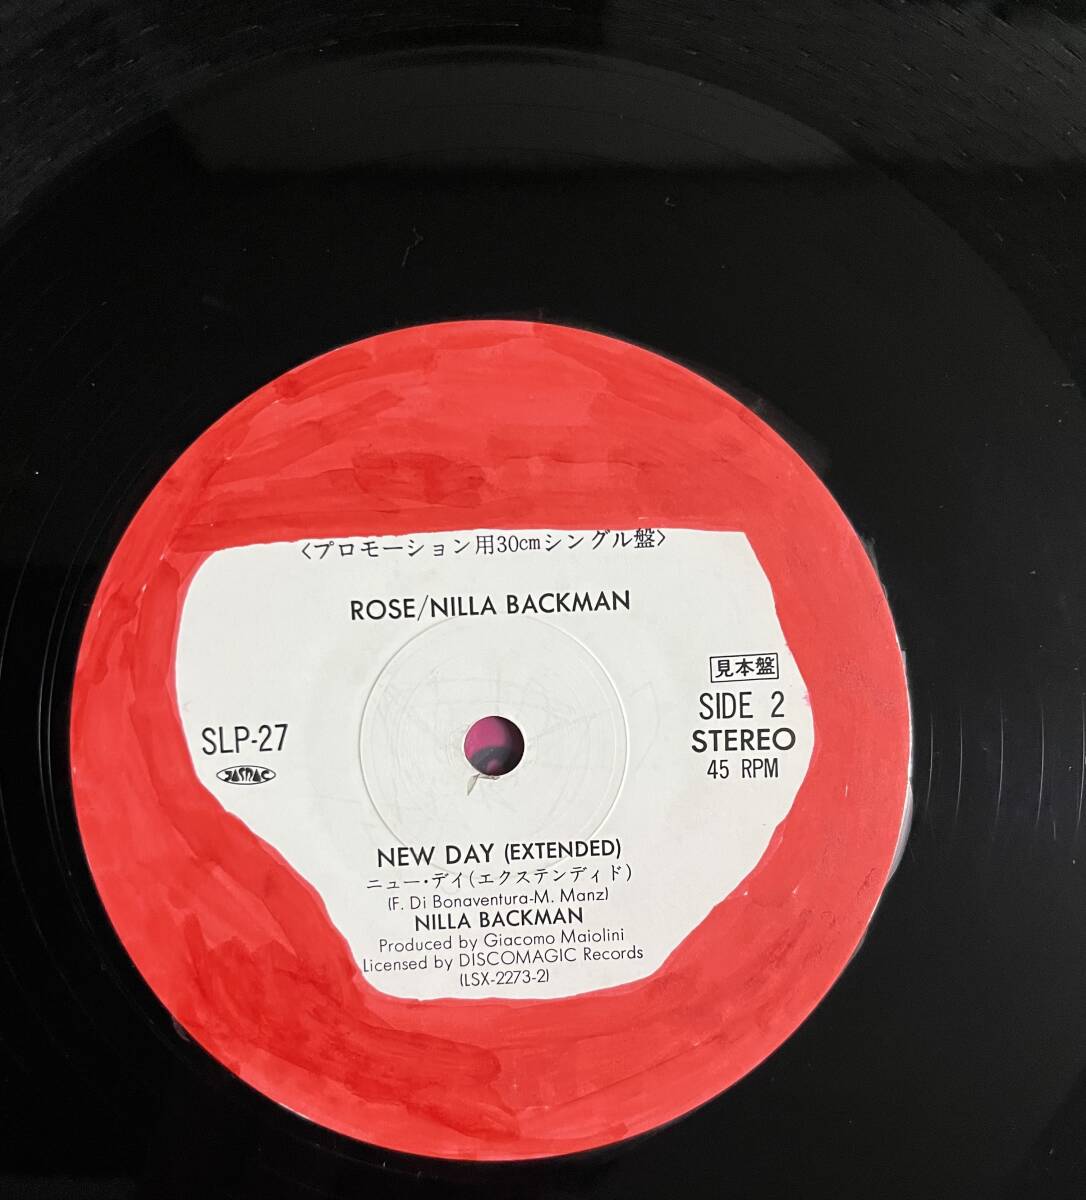 <プロモーション用30cmシングル盤>
ROSE/NILLA BACKMAN
見本盤
SIDE 2
SLP-27
STEREO
JASRAC
45 RPM
NEW DAY (EXTENDED)
ニュー・デイ(エクステンディド)
(F. Di Bonaventura-M. Manz)
NILLA BACKMAN
Produced by Giacomo Maiolini
Licensed by DISCOMAGIC Records
(LSX-2273-2)